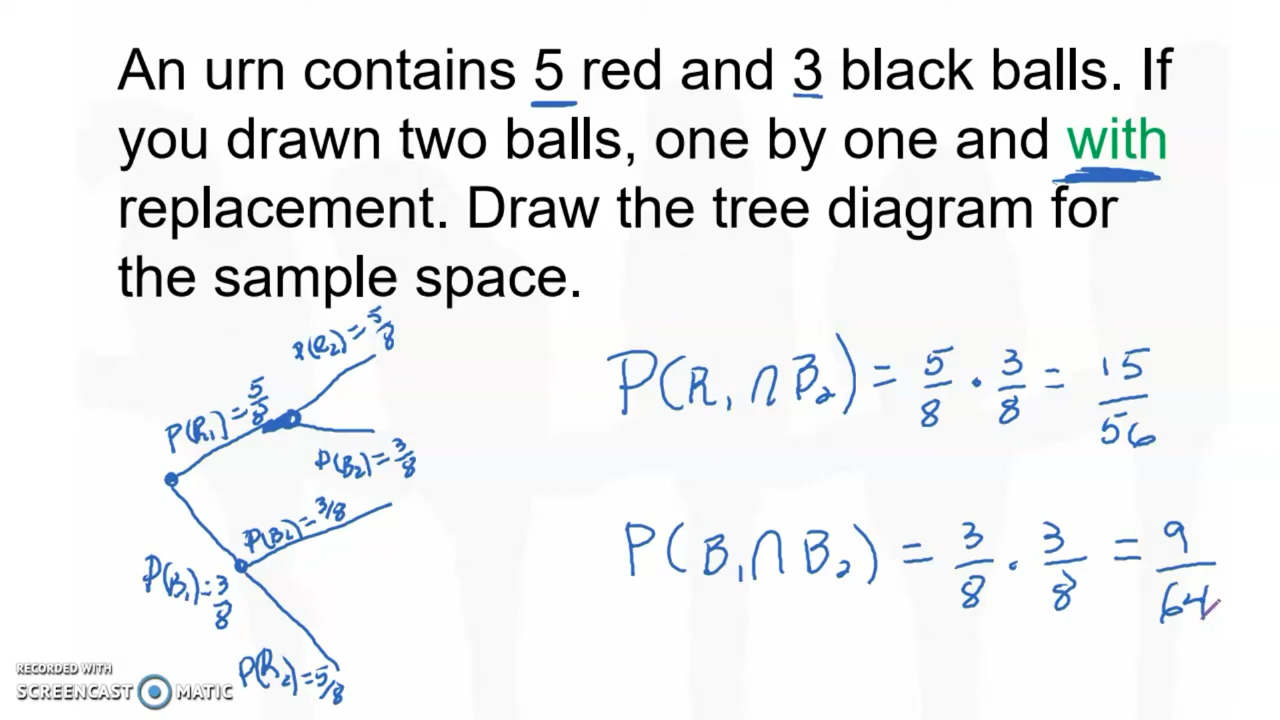 An urn contains 5 red and 3 black balls. If
you drawn two balls, one by one and with
replacement. Draw the tree diagram for
the sample space.
P(R₂) = 5/8
P(R₁) = 5/8
P(B₂) = 3/8
P(B₂) = 3/8
P(B₁) = 3/8
P(R₂) = 5/8
P(R₁ ∩ B₂) = 5/8 · 3/8 = 15/56
P(B₁ ∩ B₂) = 3/8 · 3/8 = 9/64
RECORDED WITH
SCREENCAST MATIC